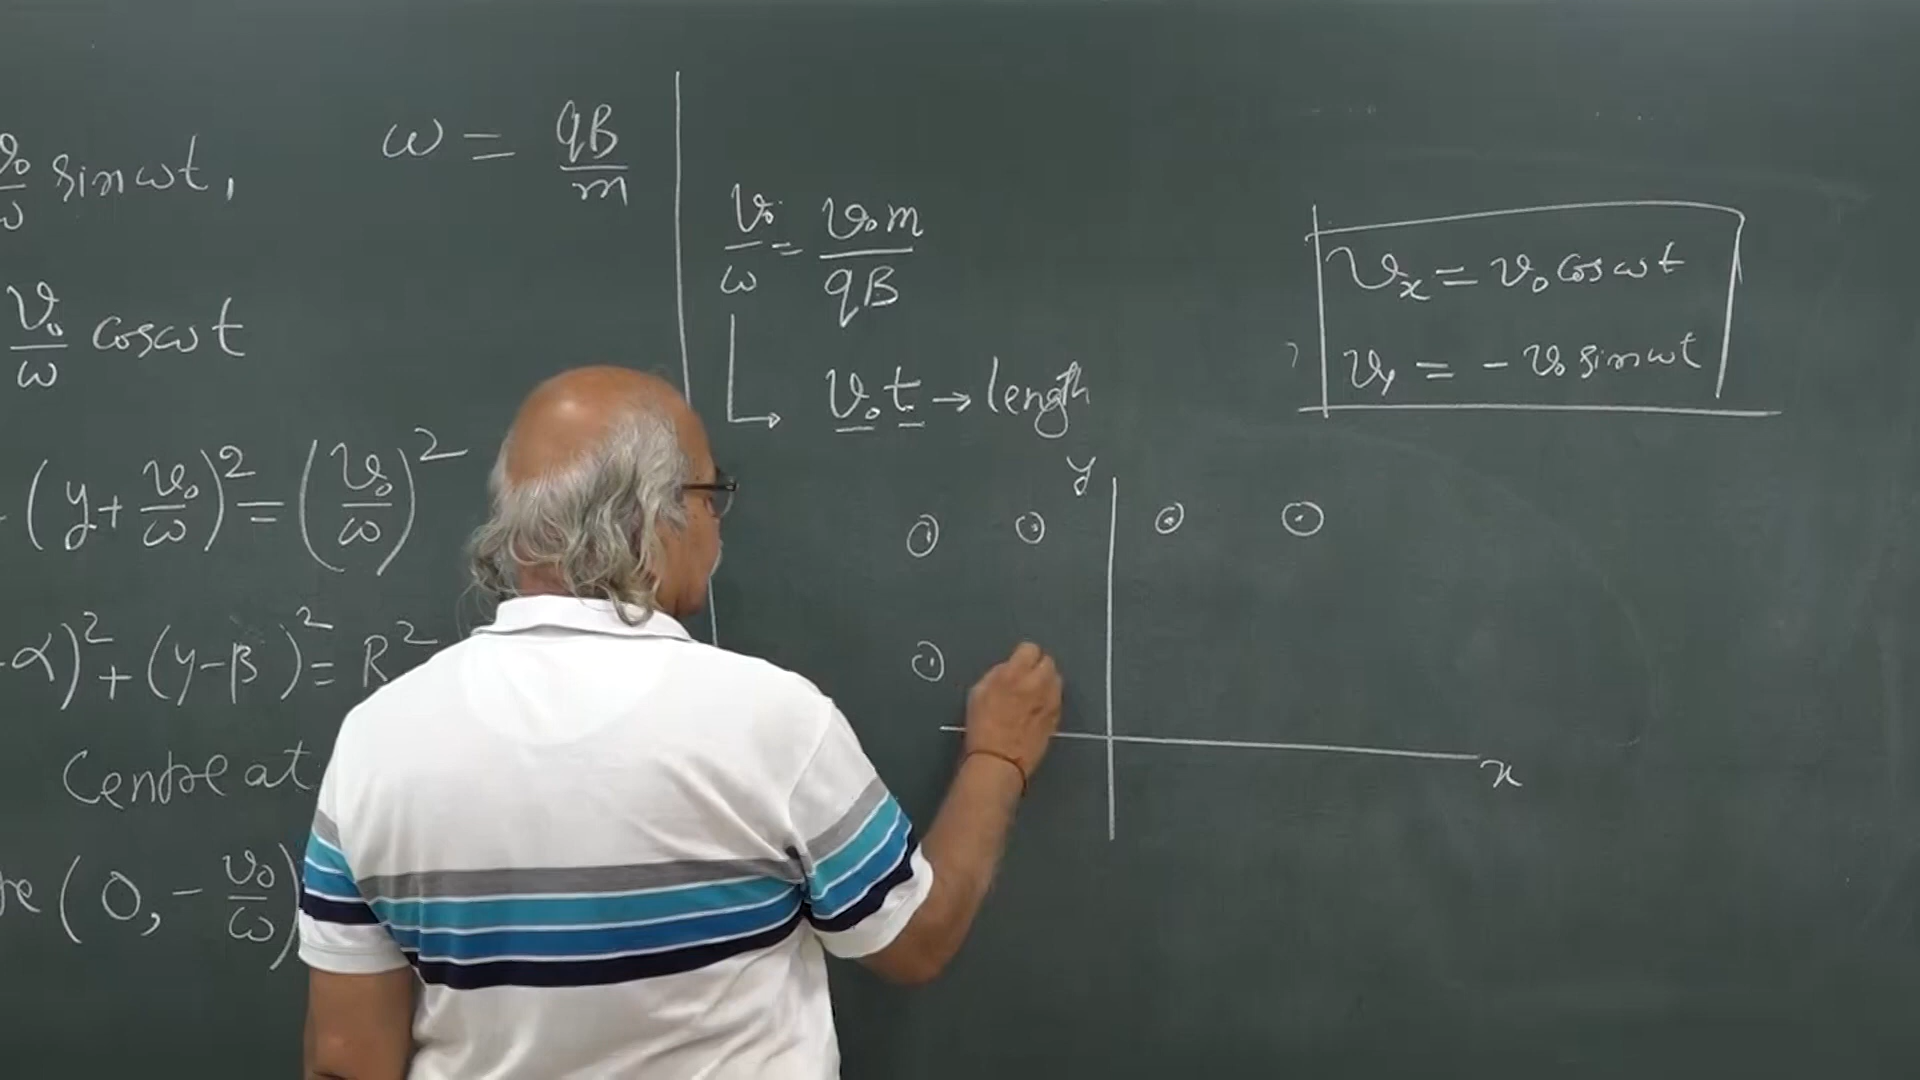 v₀/ω sin ωt,
ω = qB/m
v₀/ω cos ωt
(y + v₀/ω)² = (v₀/ω)²
-α)² + (y-β)² = R²
Centre at
(0, - v₀/ω)
v₀/ω = v₀m/qB
v₀t → length
vₓ = v₀ cos ωt
v_y = - v₀ sin ωt
y
x